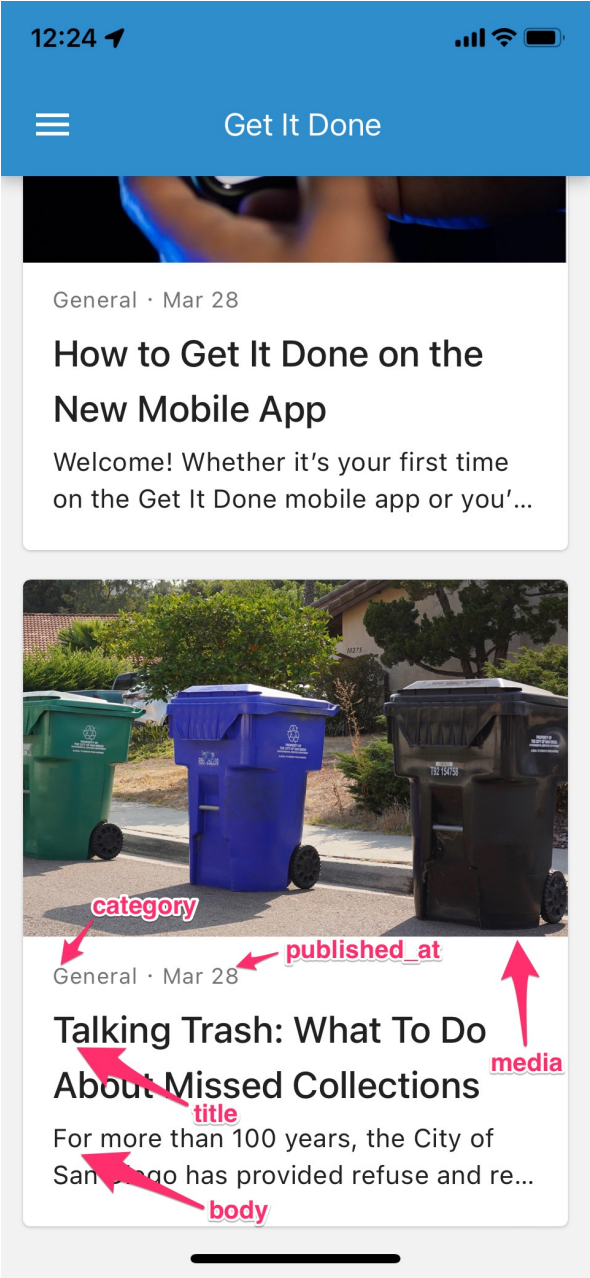 12:24
Get It Done
General · Mar 28
How to Get It Done on the
New Mobile App
Welcome! Whether it’s your first time
on the Get It Done mobile app or you’…
T92 154758
category
General · Mar 28
published_at
Talking Trash: What To Do
media
About Missed Collections
title
For more than 100 years, the City of
San Diego has provided refuse and re…
body